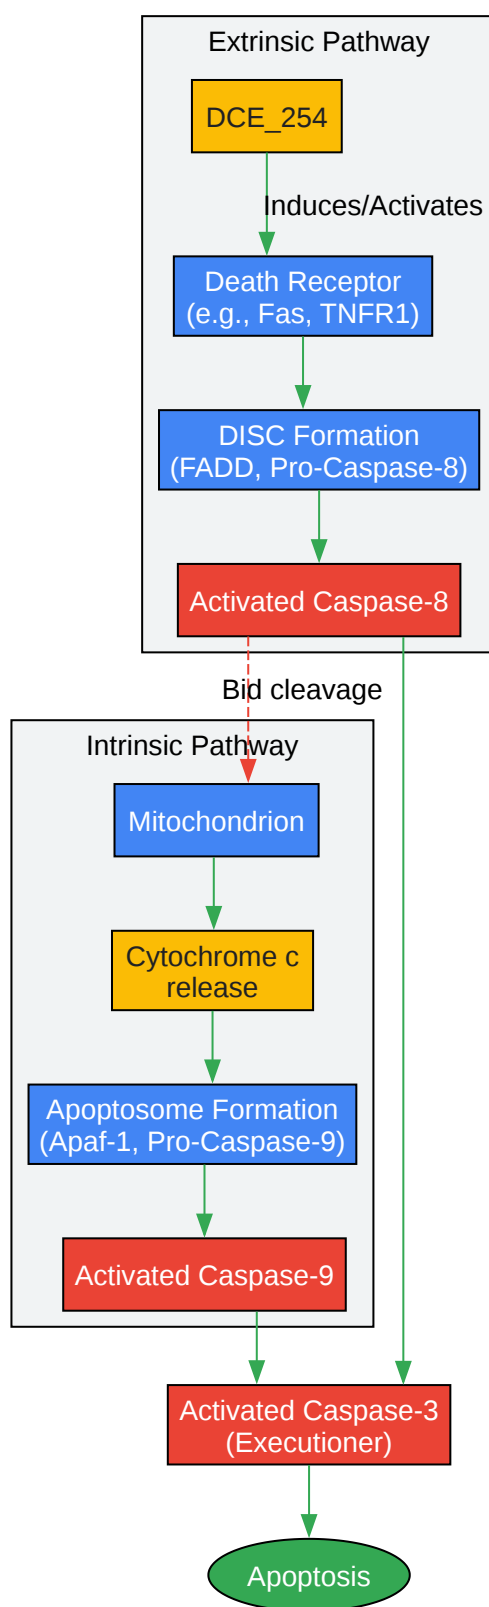 Extrinsic Pathway
DCE_254
Induces/Activates
Death Receptor
(e.g., Fas, TNFR1)
DISC Formation
(FADD, Pro-Caspase-8)
Activated Caspase-8
Bid cleavage
Intrinsic Pathway
Mitochondrion
Cytochrome c
release
Apoptosome Formation
(Apaf-1, Pro-Caspase-9)
Activated Caspase-9
Activated Caspase-3
(Executioner)
Apoptosis